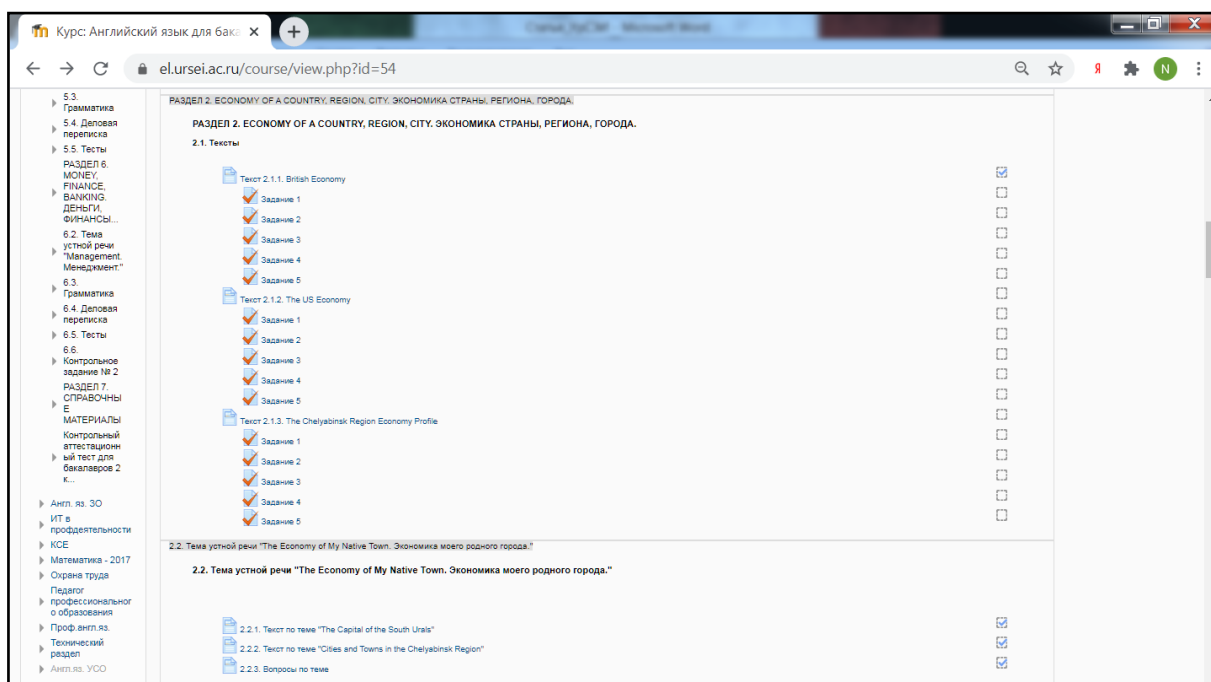 Курс: Английский язык для бака
el.ursei.ac.ru/course/view.php?id=54
Я
N
5.3.
Грамматика
5.4. Деловая
переписка
5.5. Тесты
РАЗДЕЛ 6.
MONEY,
FINANCE,
BANKING.
ДЕНЬГИ,
ФИНАНСЫ...
6.2. Тема
устной речи
"Management.
Менеджмент."
6.3.
Грамматика
6.4. Деловая
переписка
6.5. Тесты
6.6.
Контрольное
задание № 2
РАЗДЕЛ 7.
СПРАВОЧНЫ
Е
МАТЕРИАЛЫ
Контрольный
аттестационн
ый тест для
бакалавров 2
к...
Англ. яз. ЗО
ИТ в
профдеятельности
КСЕ
Математика - 2017
Охрана труда
Педагог
профессиональног
о образования
Проф.англ.яз.
Технический
раздел
Англ.яз. УСО
РАЗДЕЛ 2. ECONOMY OF A COUNTRY, REGION, CITY. ЭКОНОМИКА СТРАНЫ, РЕГИОНА, ГОРОДА.
РАЗДЕЛ 2. ECONOMY OF A COUNTRY, REGION, CITY. ЭКОНОМИКА СТРАНЫ, РЕГИОНА, ГОРОДА.
2.1. Тексты
Текст 2.1.1. British Economy
Задание 1
Задание 2
Задание 3
Задание 4
Задание 5
Текст 2.1.2. The US Economy
Задание 1
Задание 2
Задание 3
Задание 4
Задание 5
Текст 2.1.3. The Chelyabinsk Region Economy Profile
Задание 1
Задание 2
Задание 3
Задание 4
Задание 5
2.2. Тема устной речи "The Economy of My Native Town. Экономика моего родного города."
2.2. Тема устной речи "The Economy of My Native Town. Экономика моего родного города."
2.2.1. Текст по теме "The Capital of the South Urals"
2.2.2. Текст по теме "Cities and Towns in the Chelyabinsk Region"
2.2.3. Вопросы по теме